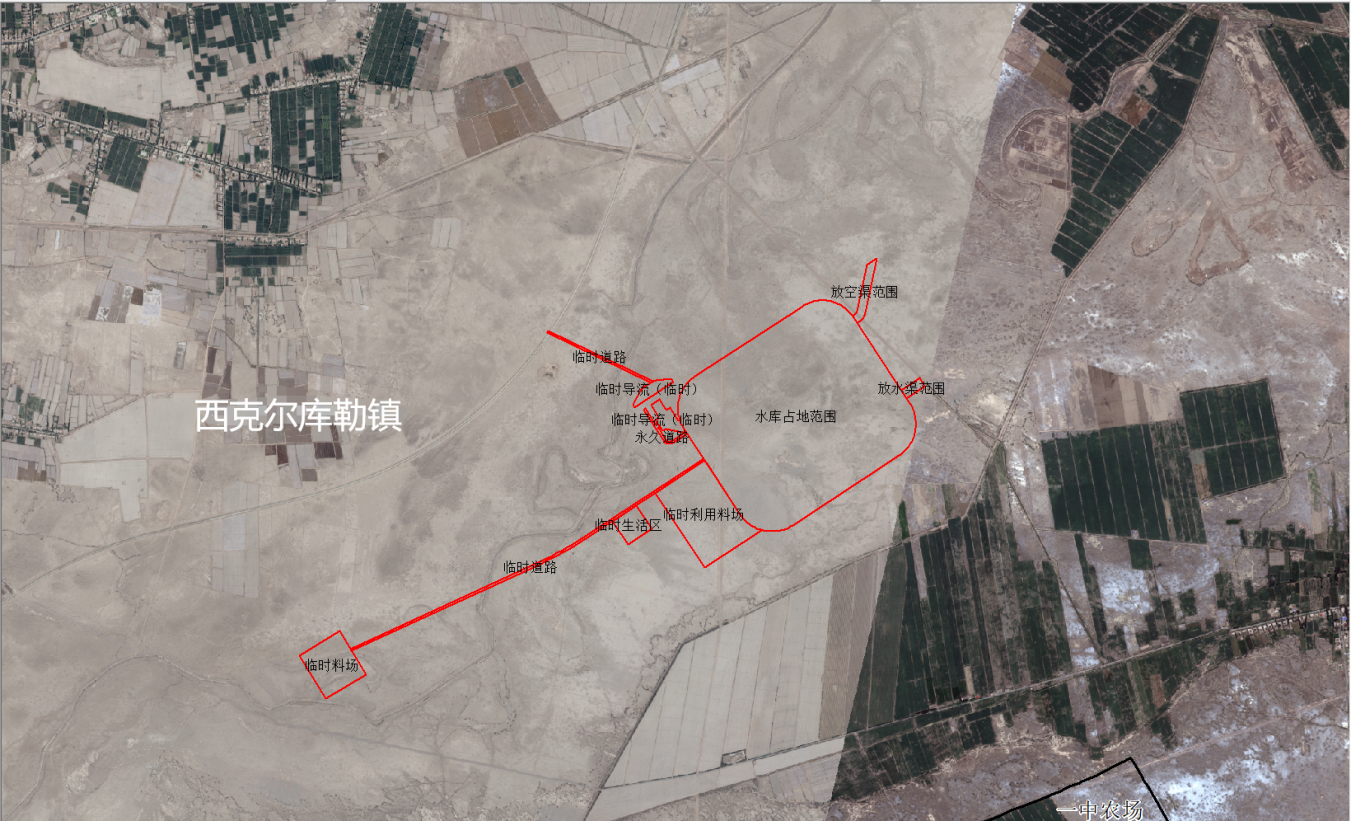 放空渠范围
临时道路
临时导流（临时）
放水渠范围
西克尔库勒镇
临时导流（临时）
水库占地范围
永久道路
临时利用料场
临时生活区
临时道路
临时料场
一中农场